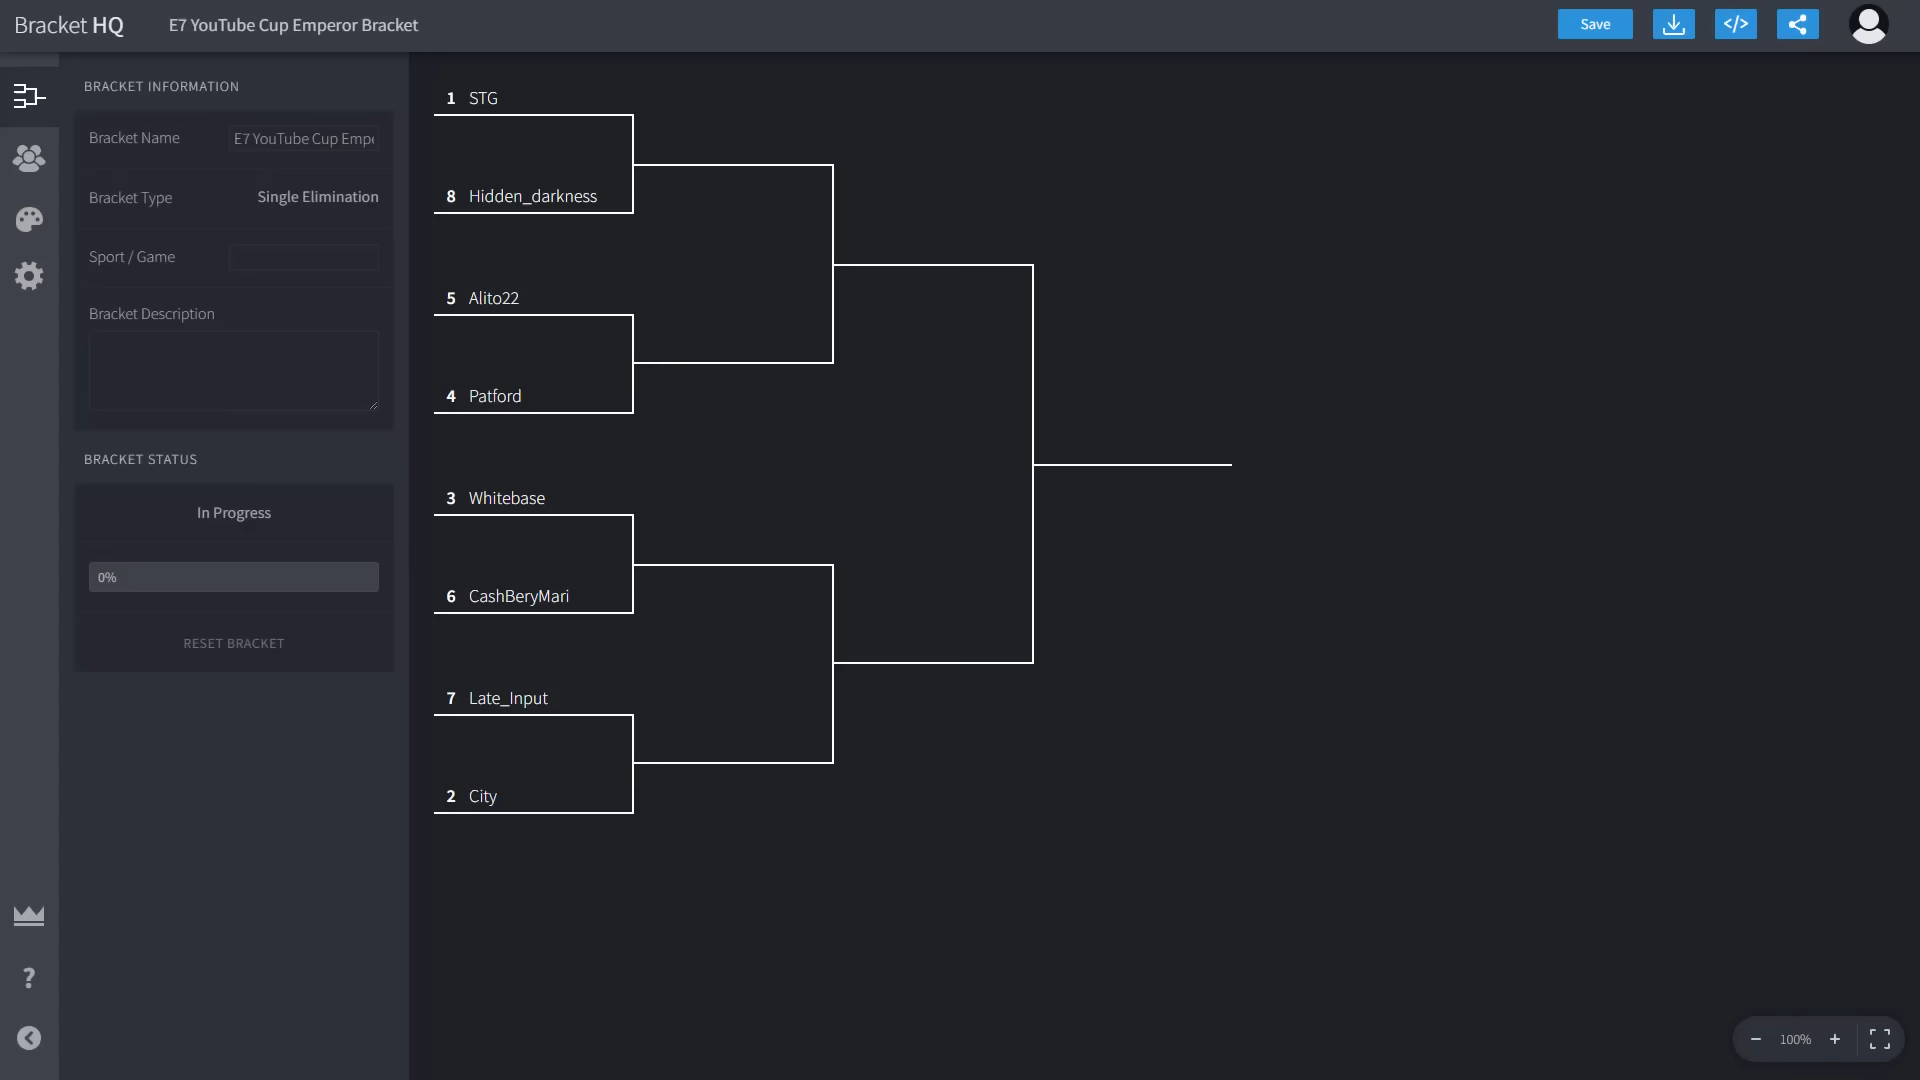 Bracket HQ
E7 YouTube Cup Emperor Bracket
Save
</>
BRACKET INFORMATION
Bracket Name
E7 YouTube Cup Emp
Bracket Type
Single Elimination
Sport / Game
Bracket Description
BRACKET STATUS
In Progress
0%
RESET BRACKET
1 STG
8 Hidden_darkness
5 Alito22
4 Patford
3 Whitebase
6 CashBeryMari
7 Late_Input
2 City
?
− 100% +